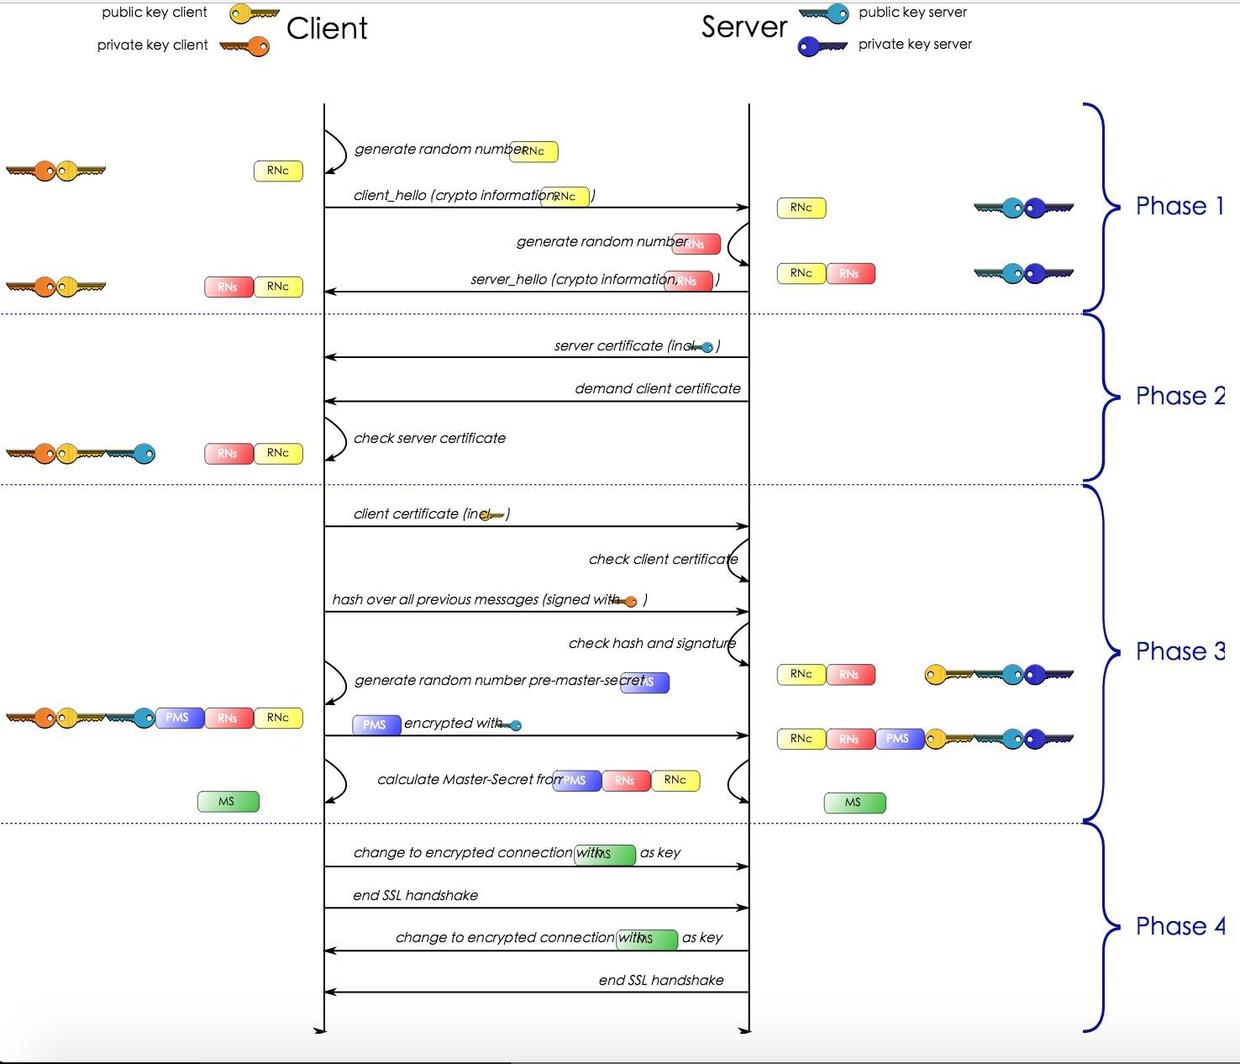 public key client
private key client
Client
Server
public key server
private key server
generate random number RNc
RNc
client_hello (crypto information, RNc )
RNc
Phase 1
generate random number RNs
RNc RNs
server_hello (crypto information, RNs )
RNs RNc
server certificate (incl. )
demand client certificate
Phase 2
check server certificate
RNs RNc
client certificate (incl. )
check client certificate
hash over all previous messages (signed with )
check hash and signature
Phase 3
RNc RNs
generate random number pre-master-secret PMS
PMS RNs RNc
PMS encrypted with
RNc RNs PMS
calculate Master-Secret from PMS RNs RNc
MS
MS
change to encrypted connection with MS as key
end SSL handshake
Phase 4
change to encrypted connection with MS as key
end SSL handshake